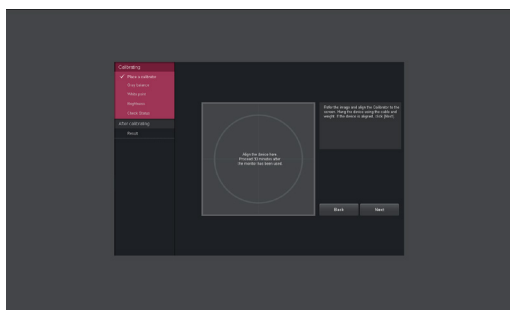 Calibrating
✓ Place a calibrator
Gray balance
White point
Brightness
Check Status
After Calibrating
Result
Align the device here.
Proceed 30 minutes after
the monitor has been used.
Refer the image and align the Calibrator to the
screen. Hang the device using the cable and
weight. If the device is aligned, click [Next].
Back
Next